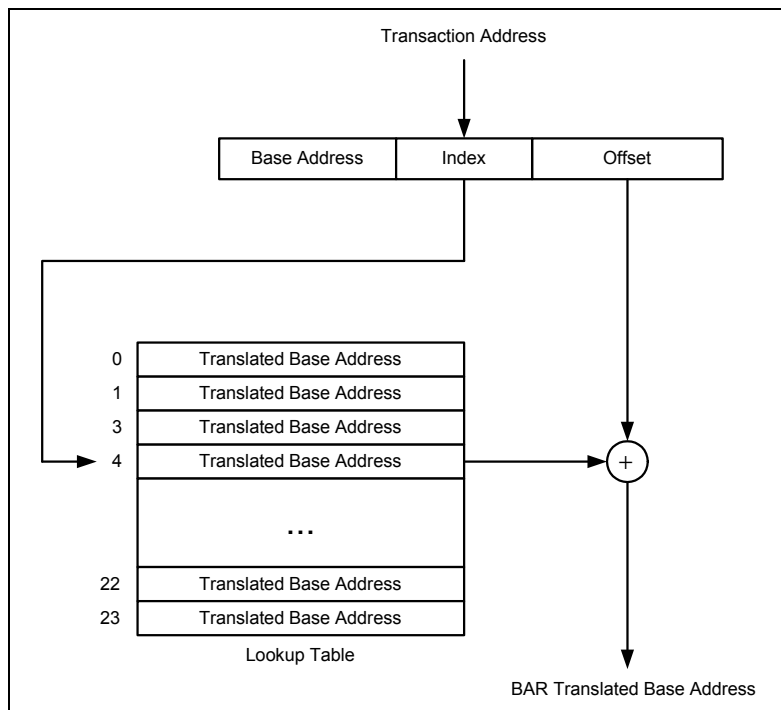 Transaction Address
Base Address Index Offset
0 Translated Base Address
1 Translated Base Address
3 Translated Base Address
4 Translated Base Address
+
...
22 Translated Base Address
23 Translated Base Address
Lookup Table
BAR Translated Base Address